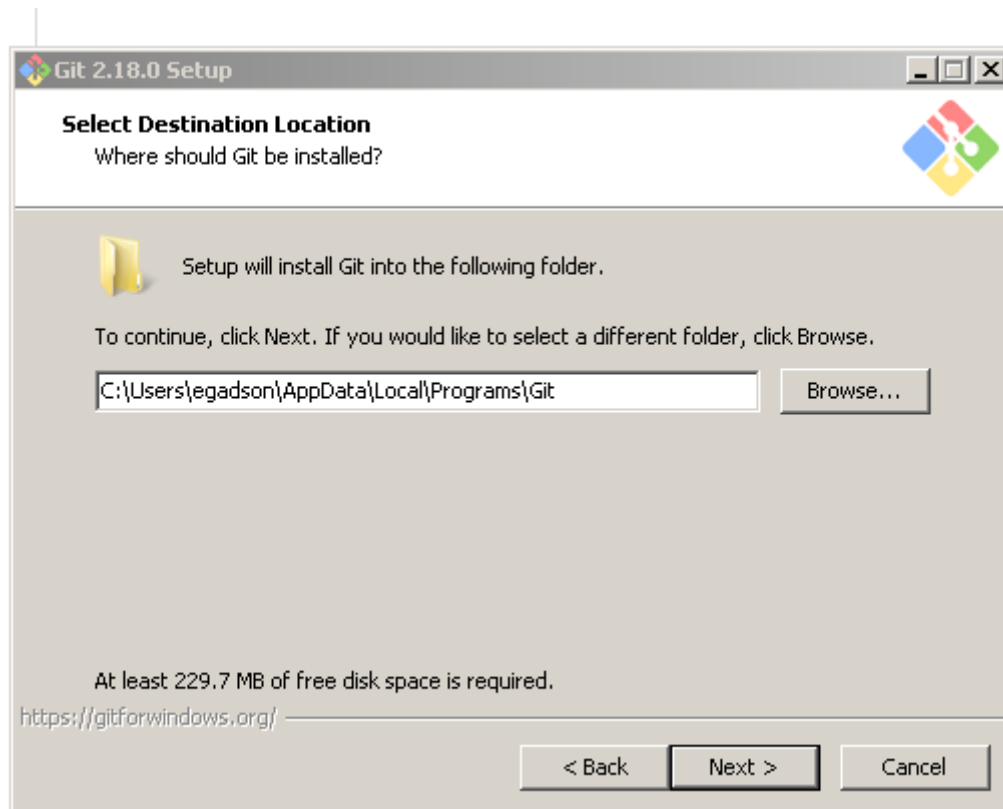 Git 2.18.0 Setup
Select Destination Location
Where should Git be installed?
Setup will install Git into the following folder.
To continue, click Next. If you would like to select a different folder, click Browse.
C:\Users\egadson\AppData\Local\Programs\Git
Browse...
At least 229.7 MB of free disk space is required.
https://gitforwindows.org/
< Back
Next >
Cancel